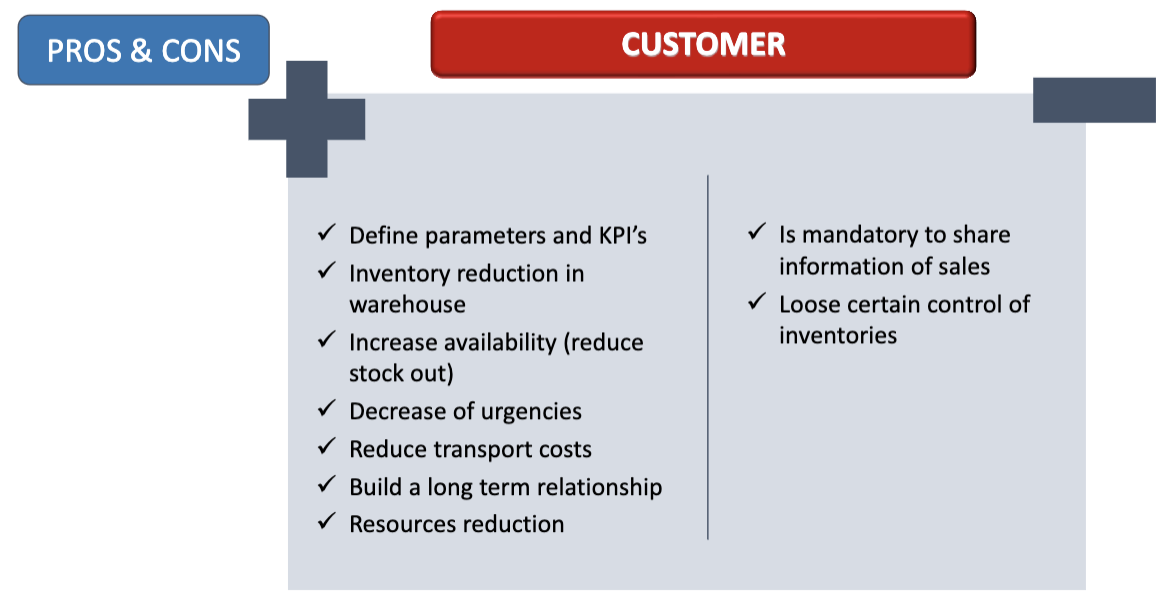 PROS & CONS
CUSTOMER
✓ Define parameters and KPI’s
✓ Inventory reduction in
warehouse
✓ Increase availability (reduce
stock out)
✓ Decrease of urgencies
✓ Reduce transport costs
✓ Build a long term relationship
✓ Resources reduction
✓ Is mandatory to share
information of sales
✓ Loose certain control of
inventories